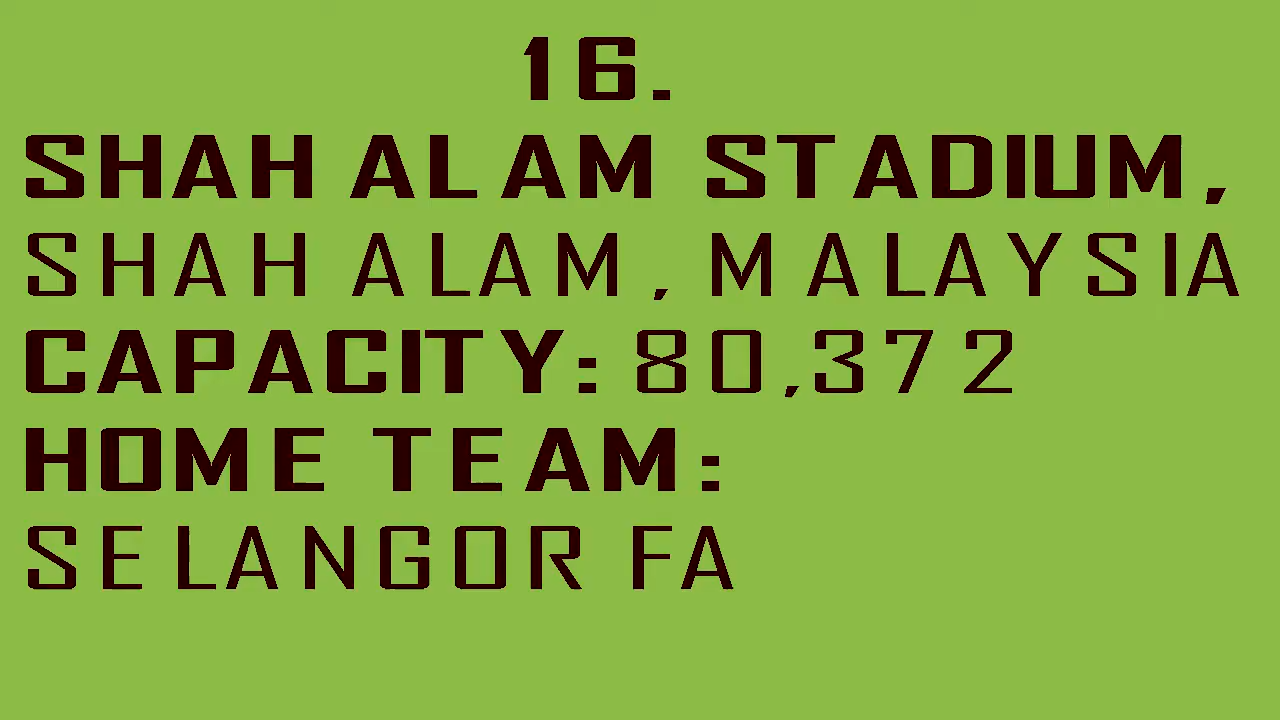 16.
SHAH ALAM STADIUM,
SHAH ALAM, MALAYSIA
CAPACITY: 80,372
HOME TEAM:
SELANGOR FA